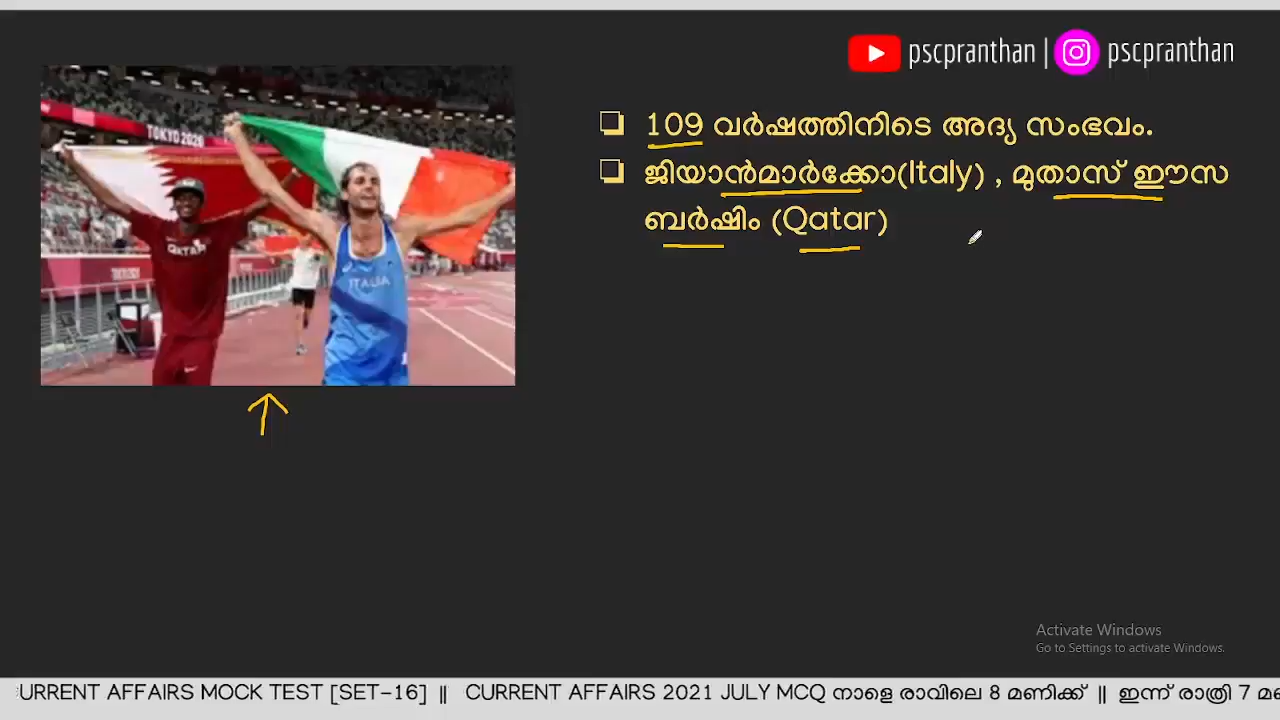 pscpranthan | pscpranthan
109 വർഷത്തിനിടെ അദ്യ സംഭവം.
ജിയാൻമാർക്കോ(Italy) , മുതാസ് ഈസ
ബർഷിം (Qatar)
TOKYO 2020
QATAR
ITALIA
Activate Windows
Go to Settings to activate Windows.
URRENT AFFAIRS MOCK TEST [SET-16] || CURRENT AFFAIRS 2021 JULY MCQ നാളെ രാവിലെ 8 മണിക്ക് || ഇന്ന് രാത്രി 7 മ